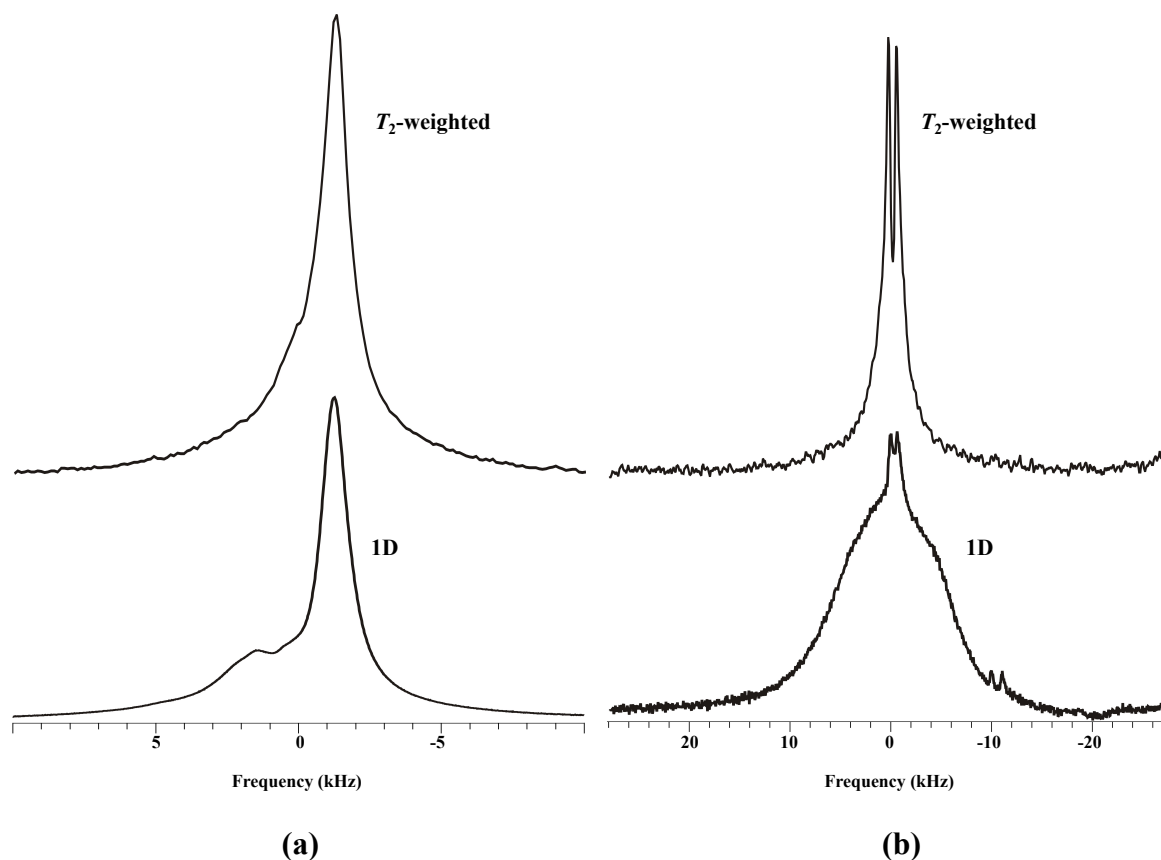 T2-weighted
T2-weighted
1D
1D
5 0 -5
20 10 0 -10 -20
Frequency (kHz)
Frequency (kHz)
(a)
(b)